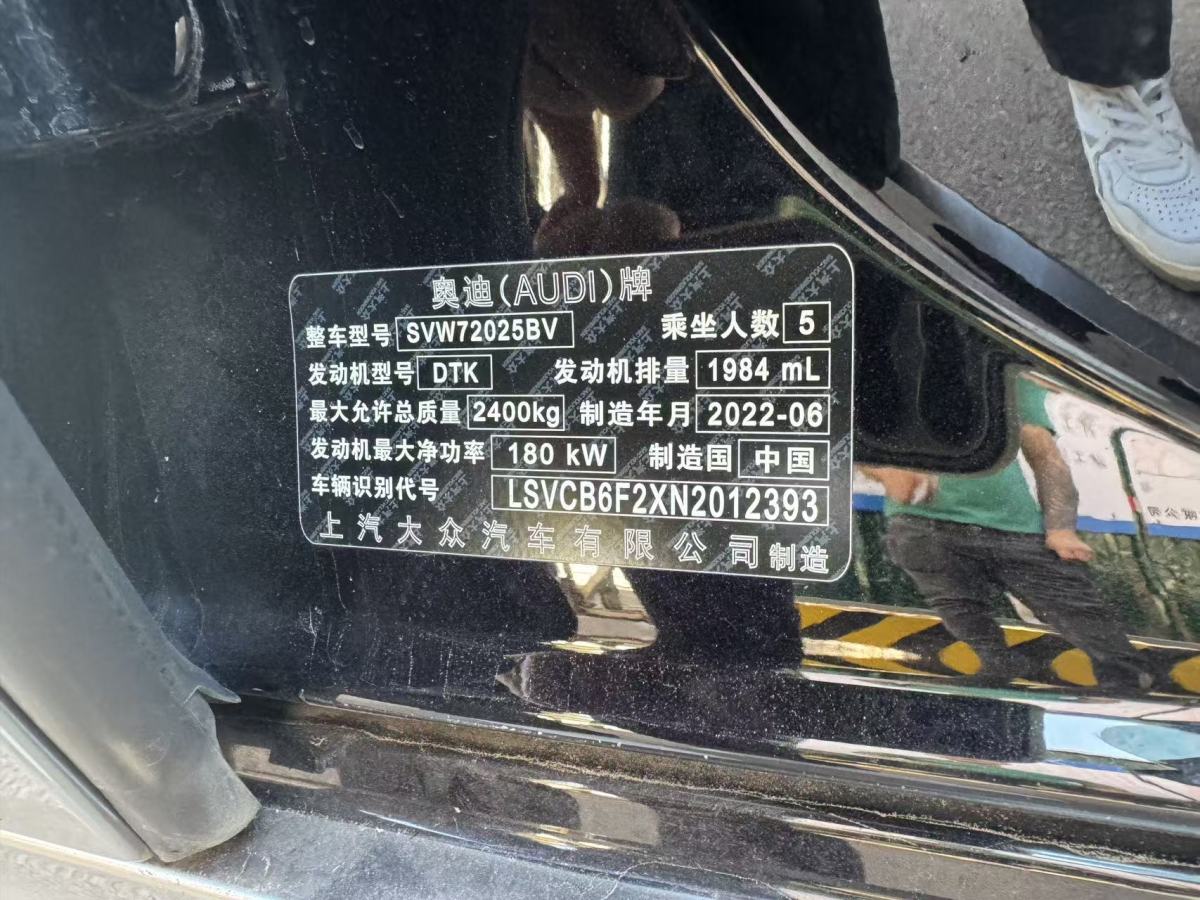 奥迪(AUDI)牌
整车型号 SVW72025BV 乘坐人数 5
发动机型号 DTK 发动机排量 1984 mL
最大允许总质量 2400kg 制造年月 2022-06
发动机最大净功率 180 kW 制造国 中国
车辆识别代号 LSVCB6F2XN2012393
上汽大众汽车有限公司制造